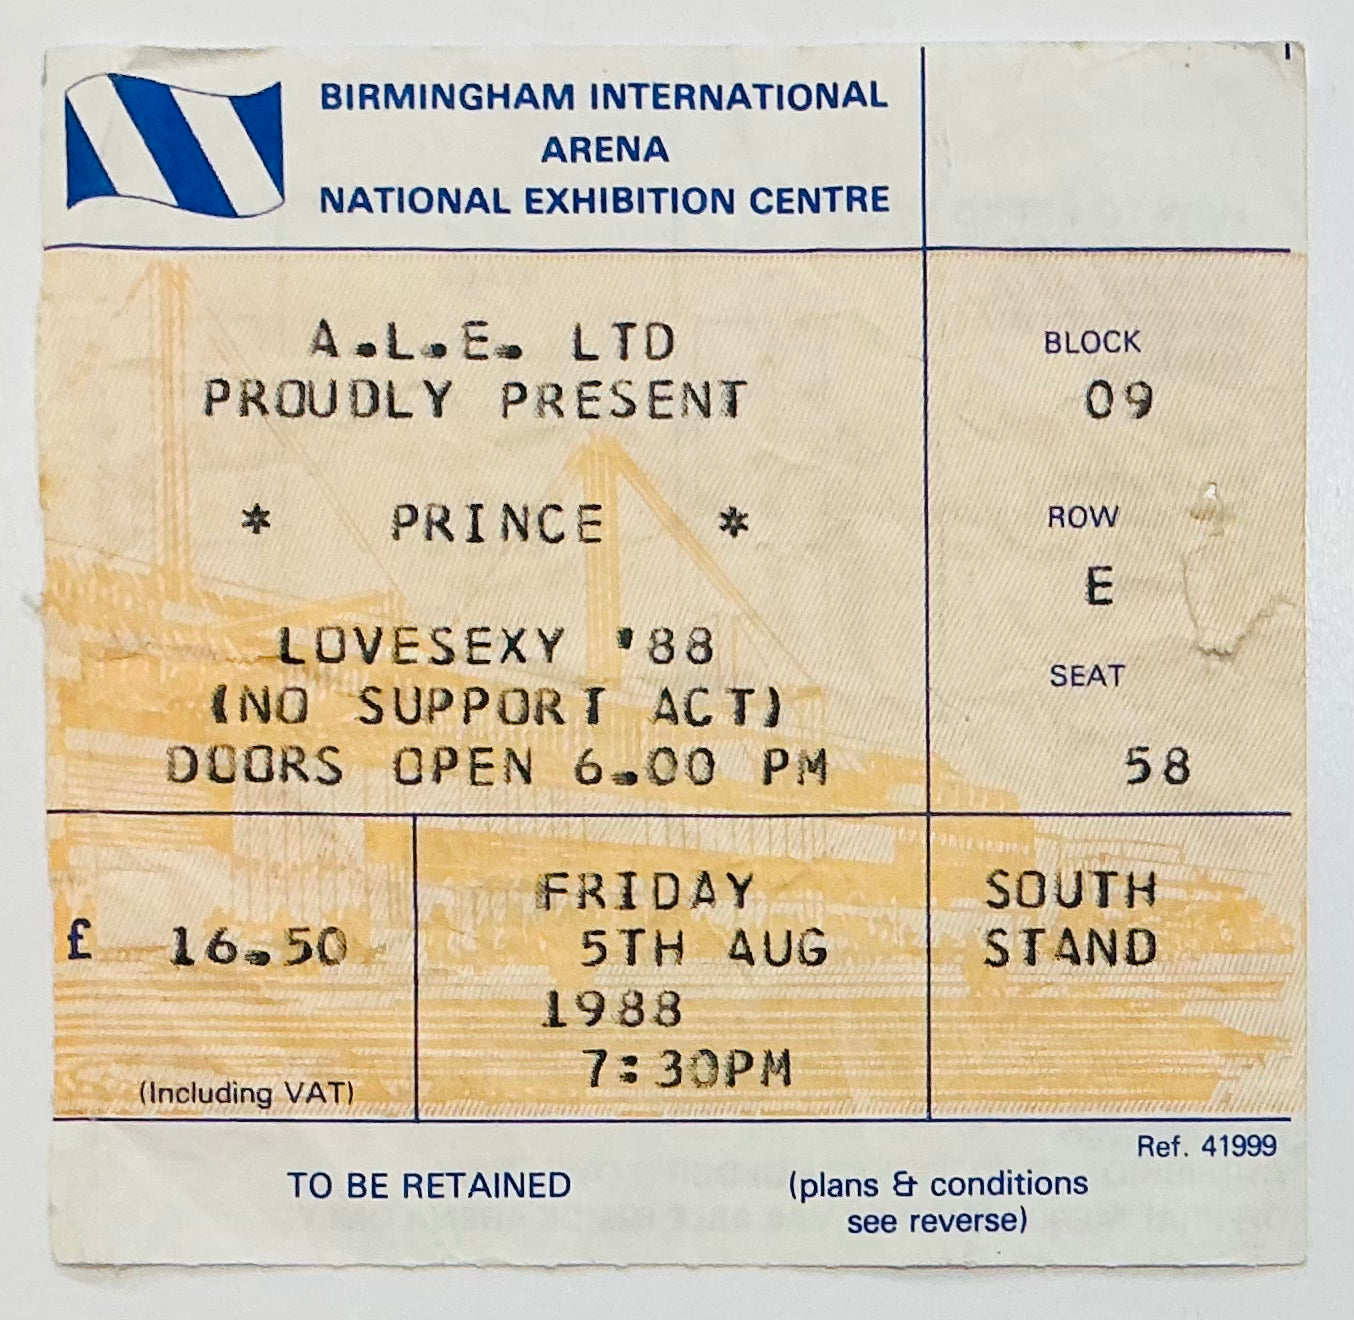 BIRMINGHAM INTERNATIONAL
ARENA
NATIONAL EXHIBITION CENTRE
A.L.E. LTD
PROUDLY PRESENT
* PRINCE *
LOVESEXY '88
(NO SUPPORT ACT)
DOORS OPEN 6.00 PM
BLOCK
09
ROW
E
SEAT
58
£ 16.50
(Including VAT)
FRIDAY
5TH AUG
1988
7:30PM
SOUTH
STAND
Ref. 41999
TO BE RETAINED
(plans & conditions
see reverse)